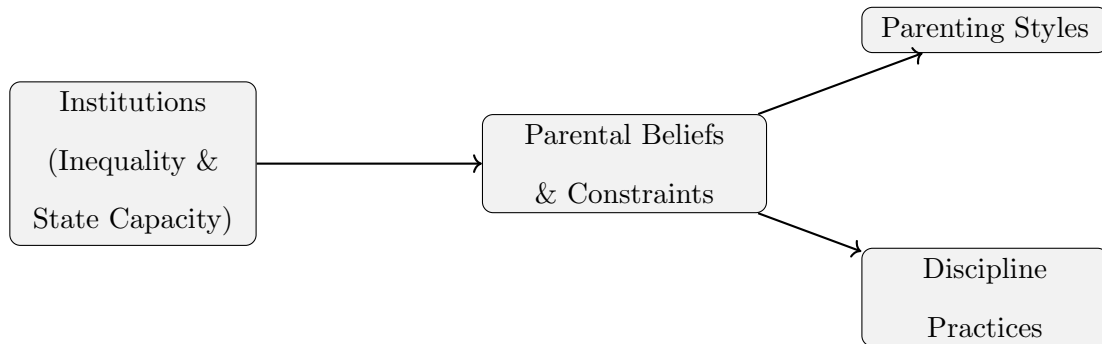 Institutions
(Inequality &
State Capacity)
Parental Beliefs
& Constraints
Parenting Styles
Discipline
Practices